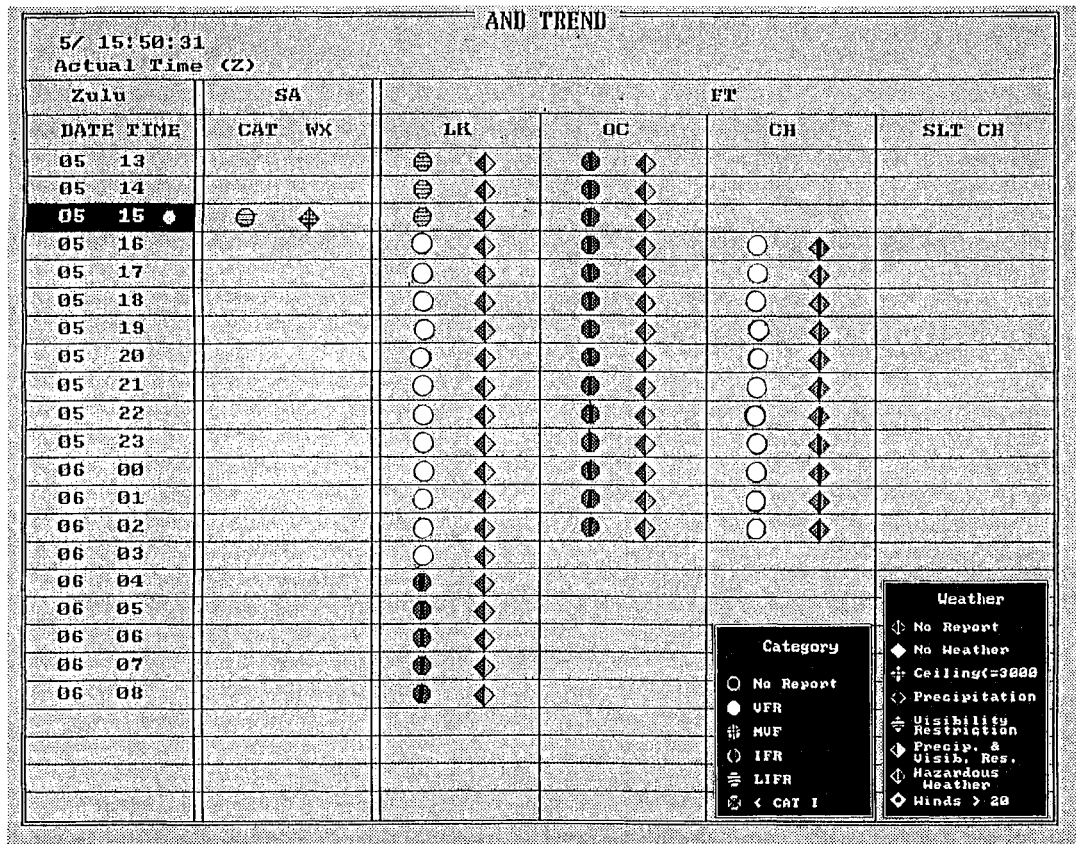 AND TREND
5/ 15:50:31
Actual Time (Z)
Zulu SA FT
DATE TIME CAT WX LK OC CH SLT CH
05 13
05 14
05 15
05 16
05 17
05 18
05 19
05 20
05 21
05 22
05 23
06 00
06 01
06 02
06 03
06 04
06 05
06 06
06 07
06 08
Category
No Report
VFR
MVF
IFR
LIFR
< CAT I
Weather
No Report
No Weather
Ceiling<=3000
Precipitation
Visibility
Restriction
Precip. &
Visib. Res.
Hazardous
Weather
Winds > 20